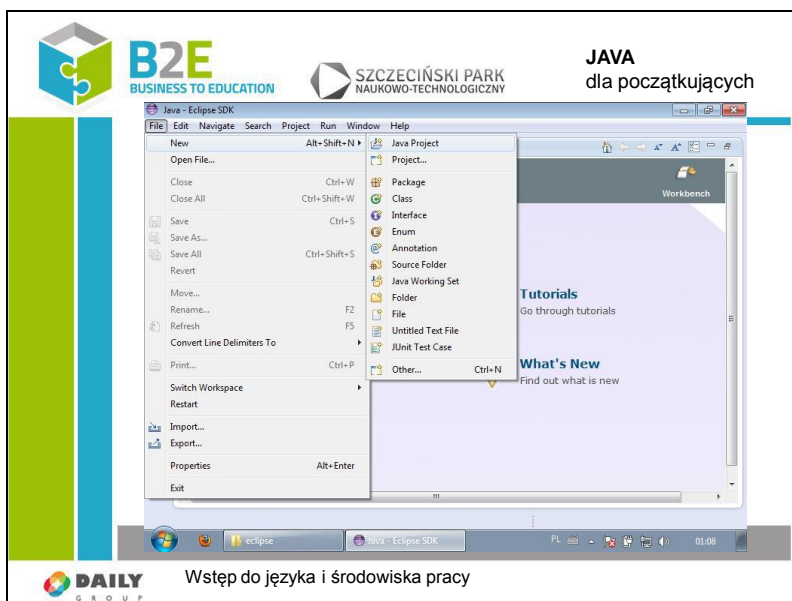 B2E
BUSINESS TO EDUCATION
SZCZECIŃSKI PARK
NAUKOWO-TECHNOLOGICZNY
JAVA
dla początkujących
Java - Eclipse SDK
File Edit Navigate Search Project Run Window Help
New Alt+Shift+N
Open File...
Close Ctrl+W
Close All Ctrl+Shift+W
Save Ctrl+S
Save As...
Save All Ctrl+Shift+S
Revert
Move...
Rename... F2
Refresh F5
Convert Line Delimiters To
Print... Ctrl+P
Switch Workspace
Restart
Import...
Export...
Properties Alt+Enter
Exit
Java Project
Project...
Package
Class
Interface
Enum
Annotation
Source Folder
Java Working Set
Folder
File
Untitled Text File
JUnit Test Case
Other... Ctrl+N
Workbench
Tutorials
Go through tutorials
What's New
Find out what is new
eclipse
Java - Eclipse SDK
PL
01:08
DAILY
GROUP
Wstęp do języka i środowiska pracy